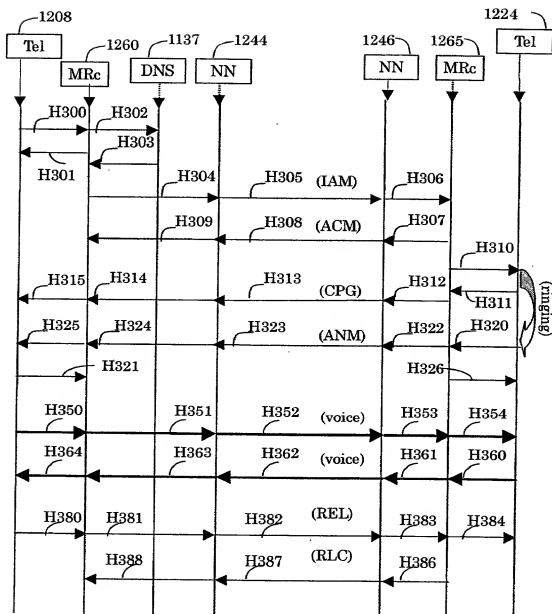 1208 1260 1137 1244 1246 1265 1224
Tel MRc DNS NN NN MRc Tel
H300 H302
H301 H303
H304 H305 (IAM) H306
H309 H308 (ACM) H307
H310
H315 H314 H313 (CPG) H312 H311
(ringing)
H325 H324 H323 (ANM) H322 H320
H321 H326
H350 H351 H352 (voice) H353 H354
H364 H363 H362 (voice) H361 H360
H380 H381 H382 (REL) H383 H384
H388 H387 (RLC) H386